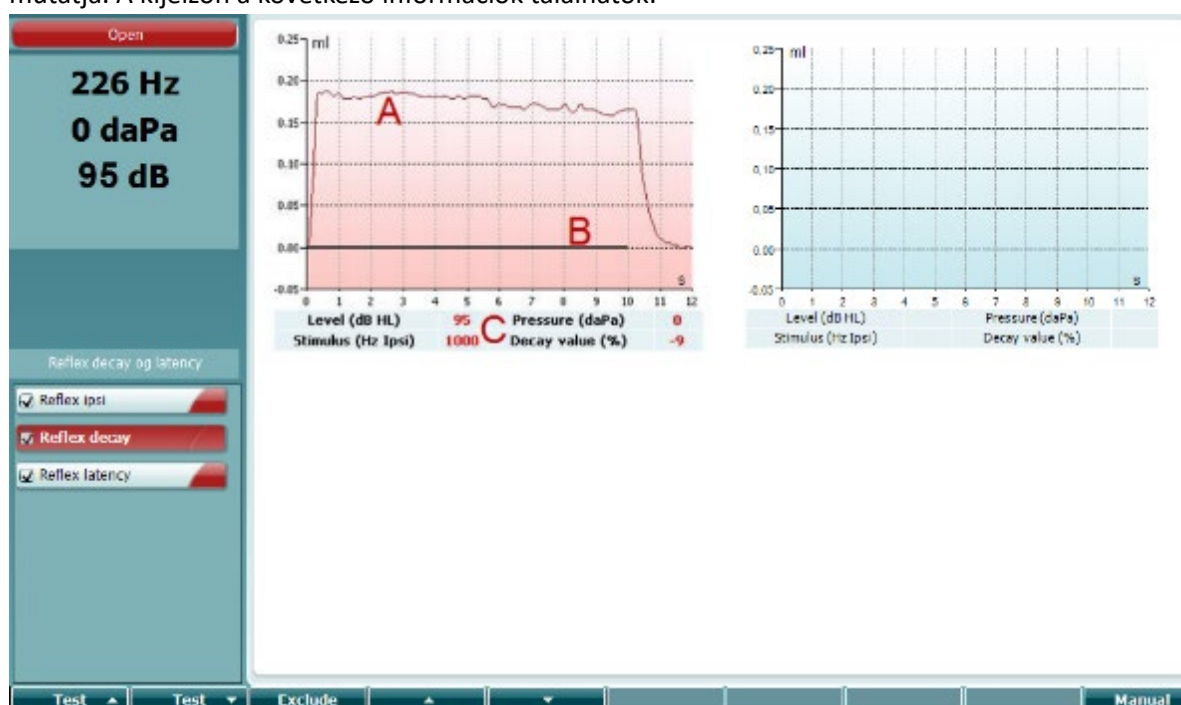 mutatja. A kijelzőn a következő információk találhatók:
Open
226 Hz
0 daPa
95 dB
Reflex decay og latency
Reflex ipsi
Reflex decay
Reflex latency
0.25 ml
0.20
0.15
0.10
0.05
0.00
-0.05
A
B
s
0 1 2 3 4 5 6 7 8 9 10 11 12
Level (dB HL) 95 C Pressure (daPa) 0
Stimulus (Hz Ipsi) 1000 Decay value (%) -9
0.25 ml
0.20
0.15
0.10
0.05
0.00
-0.05
s
0 1 2 3 4 5 6 7 8 9 10 11 12
Level (dB HL) Pressure (daPa)
Stimulus (Hz Ipsi) Decay value (%)
Test Test Exclude Manual